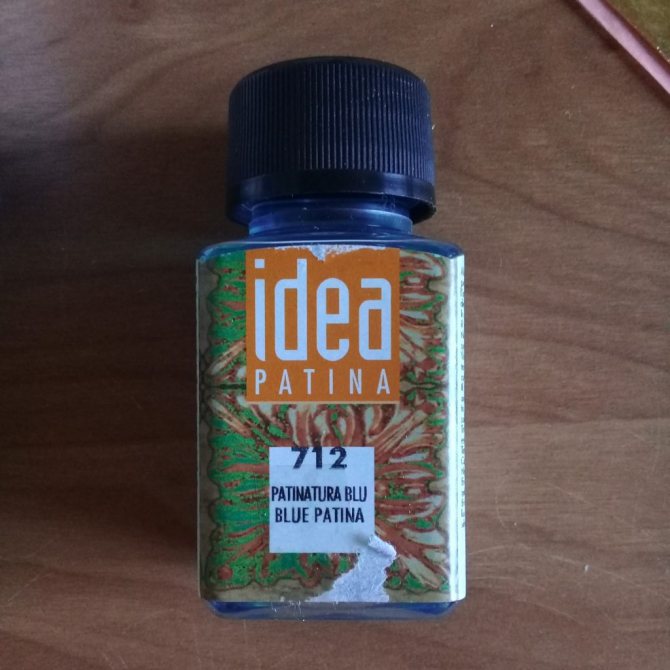 idea
PATINA
712
PATINATURA BLU
BLUE PATINA